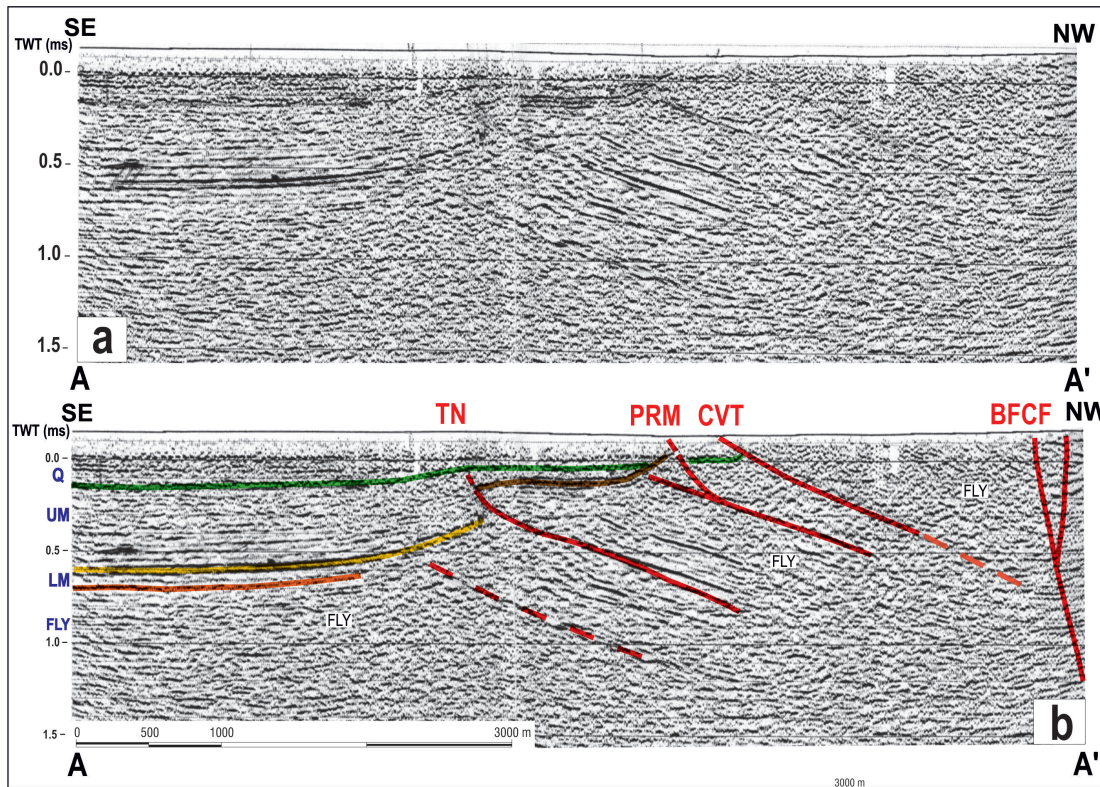 SE NW
TWT (ms)
0.0
0.5
1.0
1.5
a
A A'
SE TN PRM CVT BFCF NW
TWT (ms)
0.0
Q
UM
0.5
LM
FLY
1.0
1.5
FLY
FLY
FLY
0 500 1000 3000 m
b
A A'
3000 m